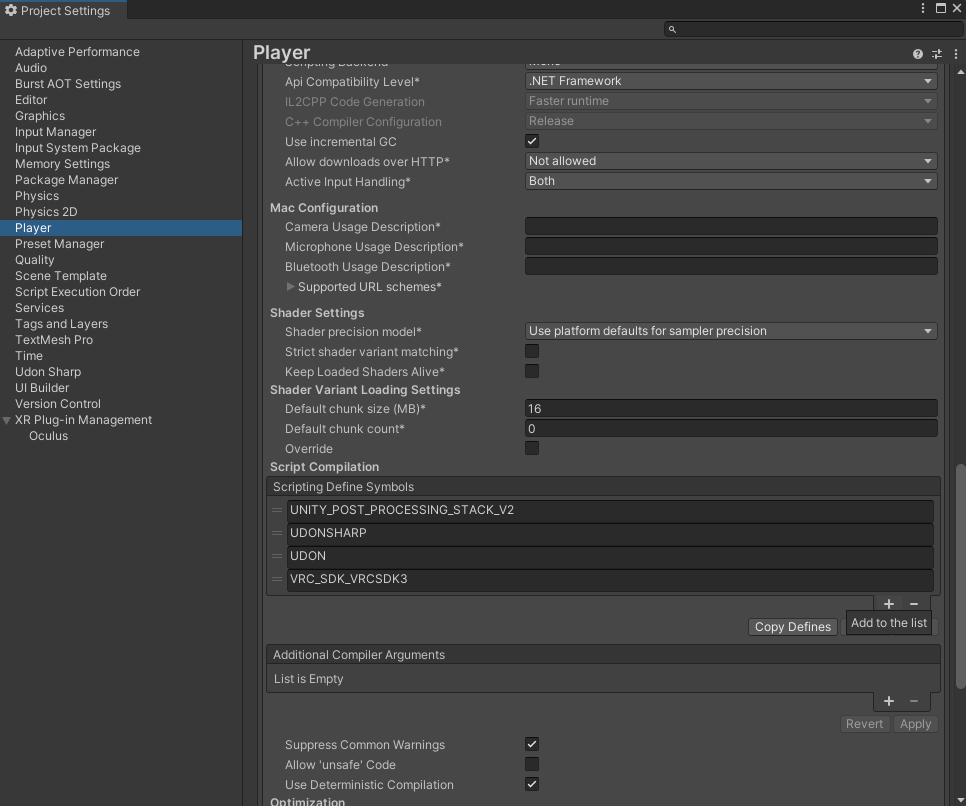 Project Settings
Adaptive Performance
Audio
Burst AOT Settings
Editor
Graphics
Input Manager
Input System Package
Memory Settings
Package Manager
Physics
Physics 2D
Player
Preset Manager
Quality
Scene Template
Script Execution Order
Services
Tags and Layers
TextMesh Pro
Time
Udon Sharp
UI Builder
Version Control
XR Plug-in Management
Oculus
Player
Scripting Backend Mono
Api Compatibility Level* .NET Framework
IL2CPP Code Generation Faster runtime
C++ Compiler Configuration Release
Use incremental GC
Allow downloads over HTTP* Not allowed
Active Input Handling* Both
Mac Configuration
Camera Usage Description*
Microphone Usage Description*
Bluetooth Usage Description*
Supported URL schemes*
Shader Settings
Shader precision model* Use platform defaults for sampler precision
Strict shader variant matching*
Keep Loaded Shaders Alive*
Shader Variant Loading Settings
Default chunk size (MB)* 16
Default chunk count* 0
Override
Script Compilation
Scripting Define Symbols
UNITY_POST_PROCESSING_STACK_V2
UDONSHARP
UDON
VRC_SDK_VRCSDK3
Copy Defines Add to the list
Additional Compiler Arguments
List is Empty
Revert Apply
Suppress Common Warnings
Allow 'unsafe' Code
Use Deterministic Compilation
Optimization